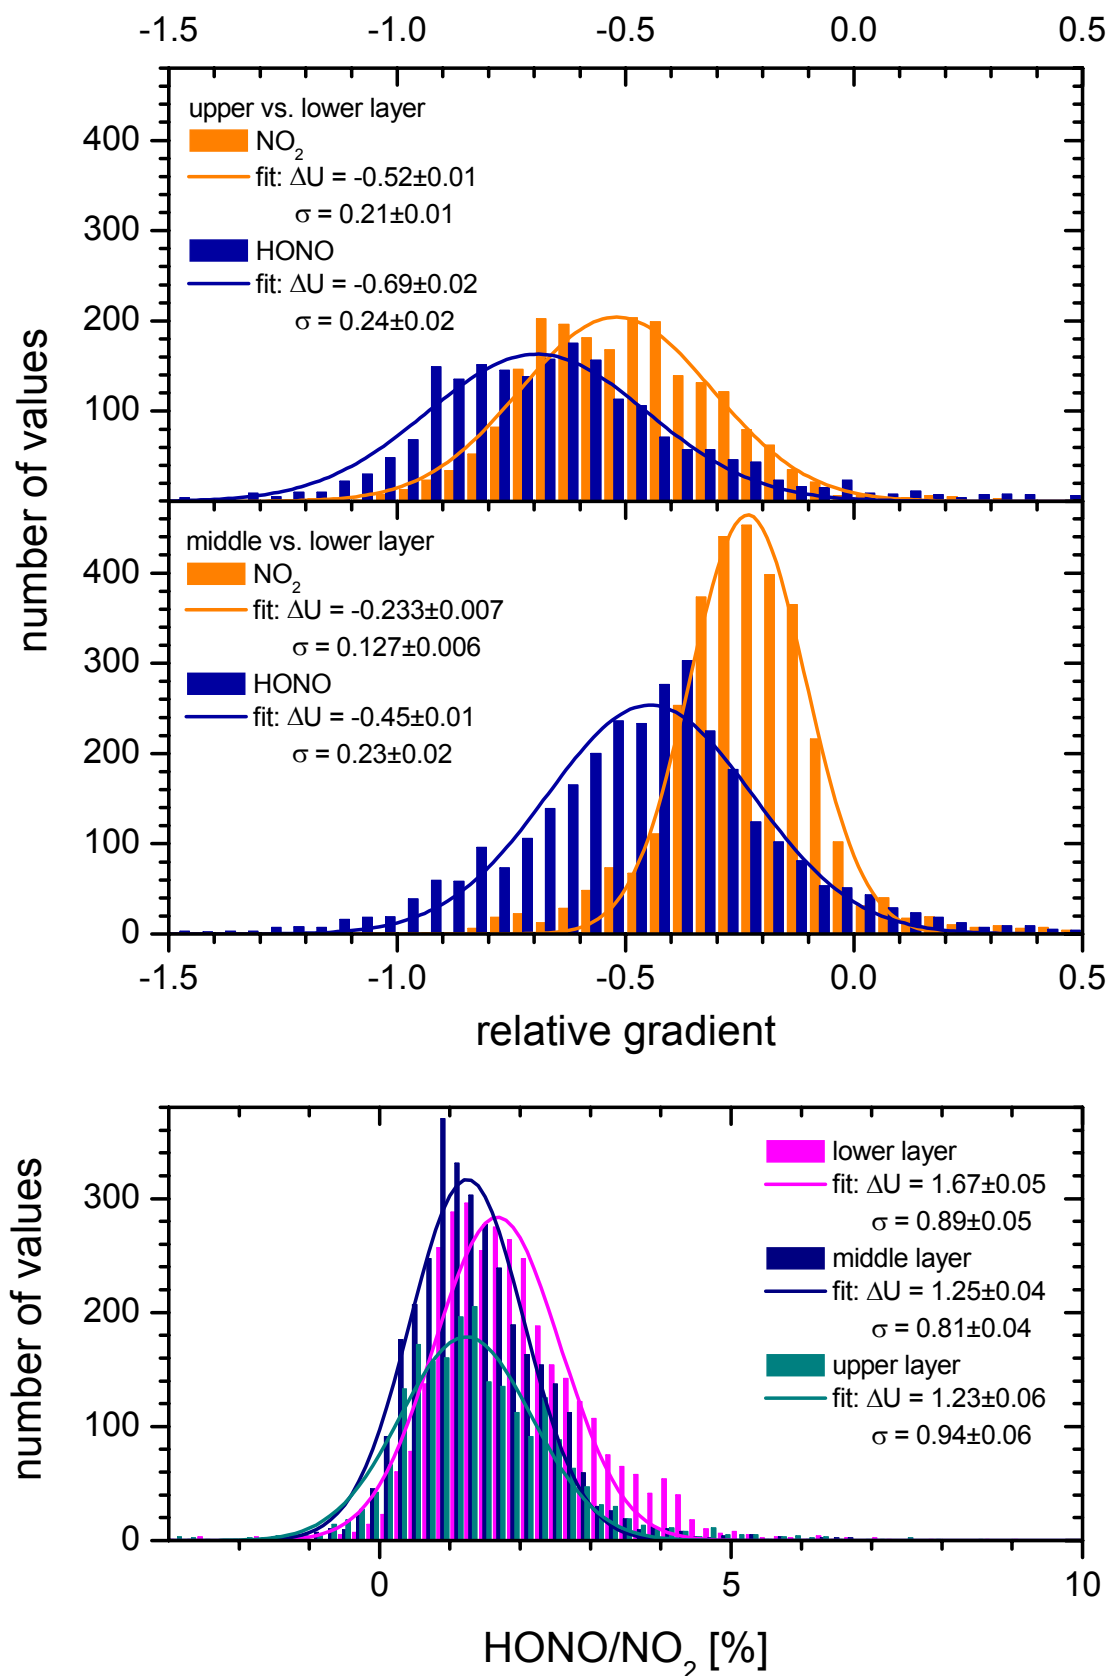 -1.5 -1.0 -0.5 0.0 0.5
upper vs. lower layer
NO2
fit: ΔU = -0.52±0.01
σ = 0.21±0.01
HONO
fit: ΔU = -0.69±0.02
σ = 0.24±0.02
400
300
200
100
0
number of values
middle vs. lower layer
NO2
fit: ΔU = -0.233±0.007
σ = 0.127±0.006
HONO
fit: ΔU = -0.45±0.01
σ = 0.23±0.02
400
300
200
100
0
-1.5 -1.0 -0.5 0.0 0.5
relative gradient
lower layer
fit: ΔU = 1.67±0.05
σ = 0.89±0.05
middle layer
fit: ΔU = 1.25±0.04
σ = 0.81±0.04
upper layer
fit: ΔU = 1.23±0.06
σ = 0.94±0.06
300
200
100
0
number of values
0 5 10
HONO/NO2 [%]